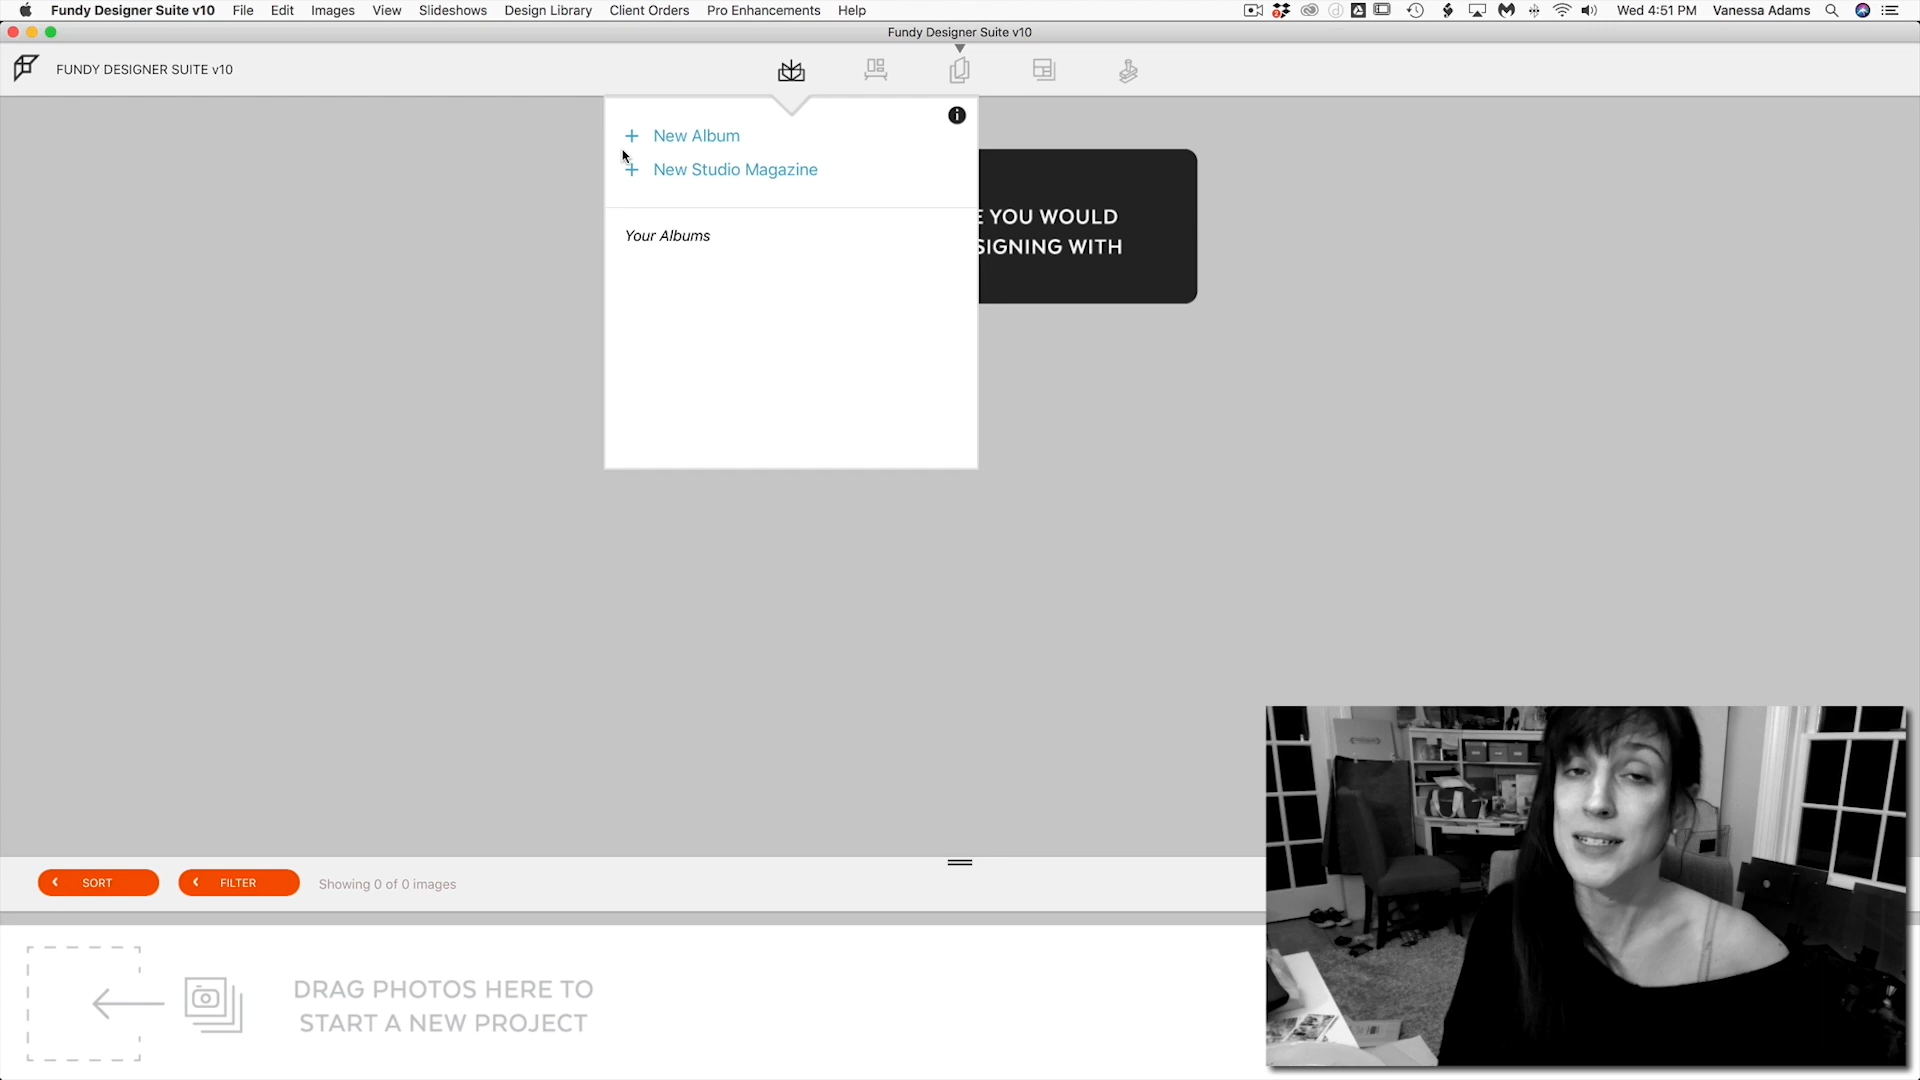 Fundy Designer Suite v10 File Edit Images View Slideshows Design Library Client Orders Pro Enhancements Help Wed 4:51 PM Vanessa Adams
Fundy Designer Suite v10
FUNDY DESIGNER SUITE v10
+ New Album
+ New Studio Magazine
YOU WOULD
SIGNING WITH
Your Albums
SORT FILTER Showing 0 of 0 images
DRAG PHOTOS HERE TO
START A NEW PROJECT